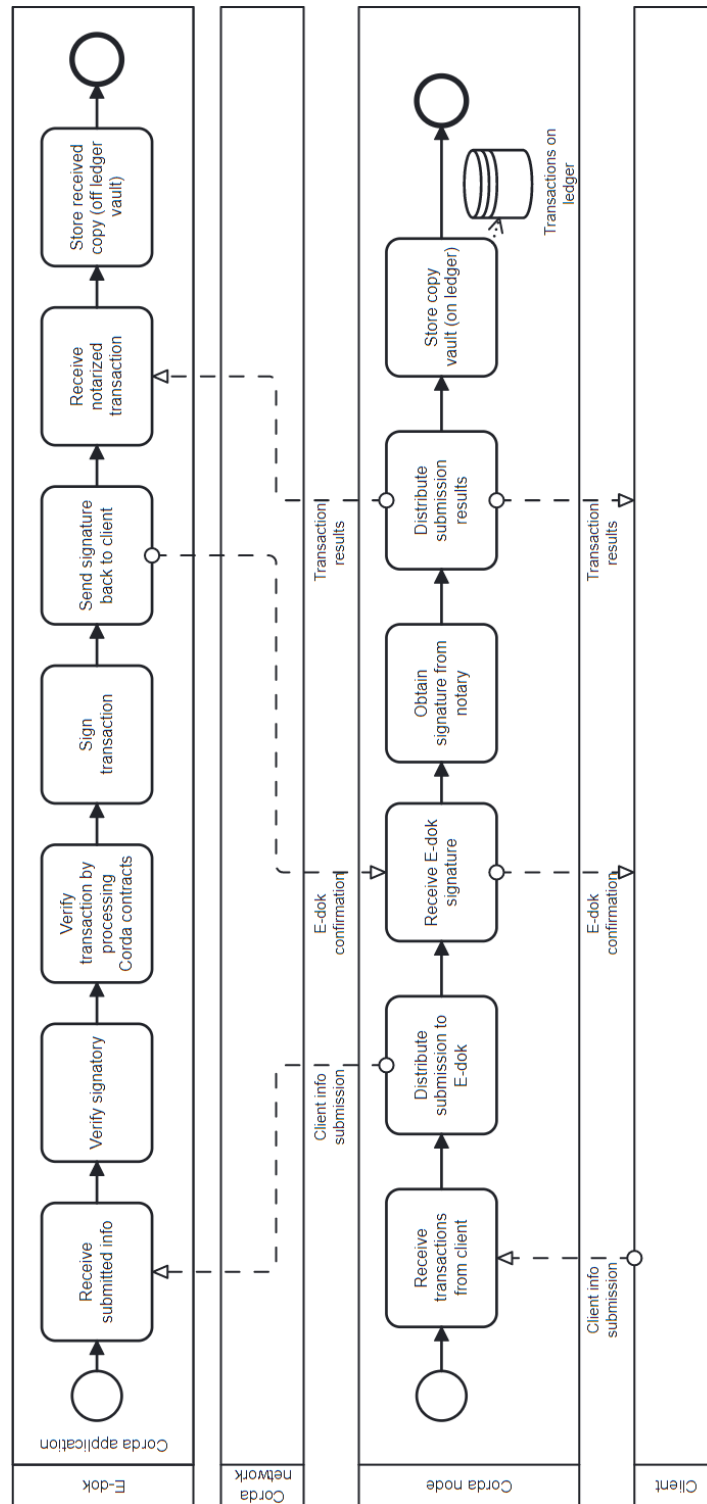 E-dok
Corda application
Receive
submitted info
Verify signatory
Verify
transaction by
processing
Corda contracts
Sign
transaction
Send signature
back to client
Receive
notarized
transaction
Store received
copy (off ledger
vault)
Corda
network
Client info
submission
E-dok
confirmation
Transaction
results
Corda node
Receive
transactions
from client
Distribute
submission to
E-dok
Receive E-dok
signature
Obtain
signature from
notary
Distribute
submission
results
Store copy
vault (on ledger)
Transactions on
ledger
Client info
submission
E-dok
confirmation
Transaction
results
Client